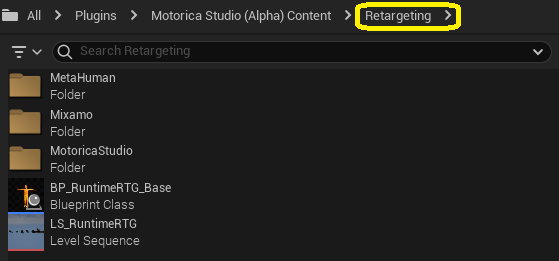 All > Plugins > Motorica Studio (Alpha) Content > Retargeting >
Search Retargeting
MetaHuman
Folder
Mixamo
Folder
MotoricaStudio
Folder
BP_RuntimeRTG_Base
Blueprint Class
LS_RuntimeRTG
Level Sequence